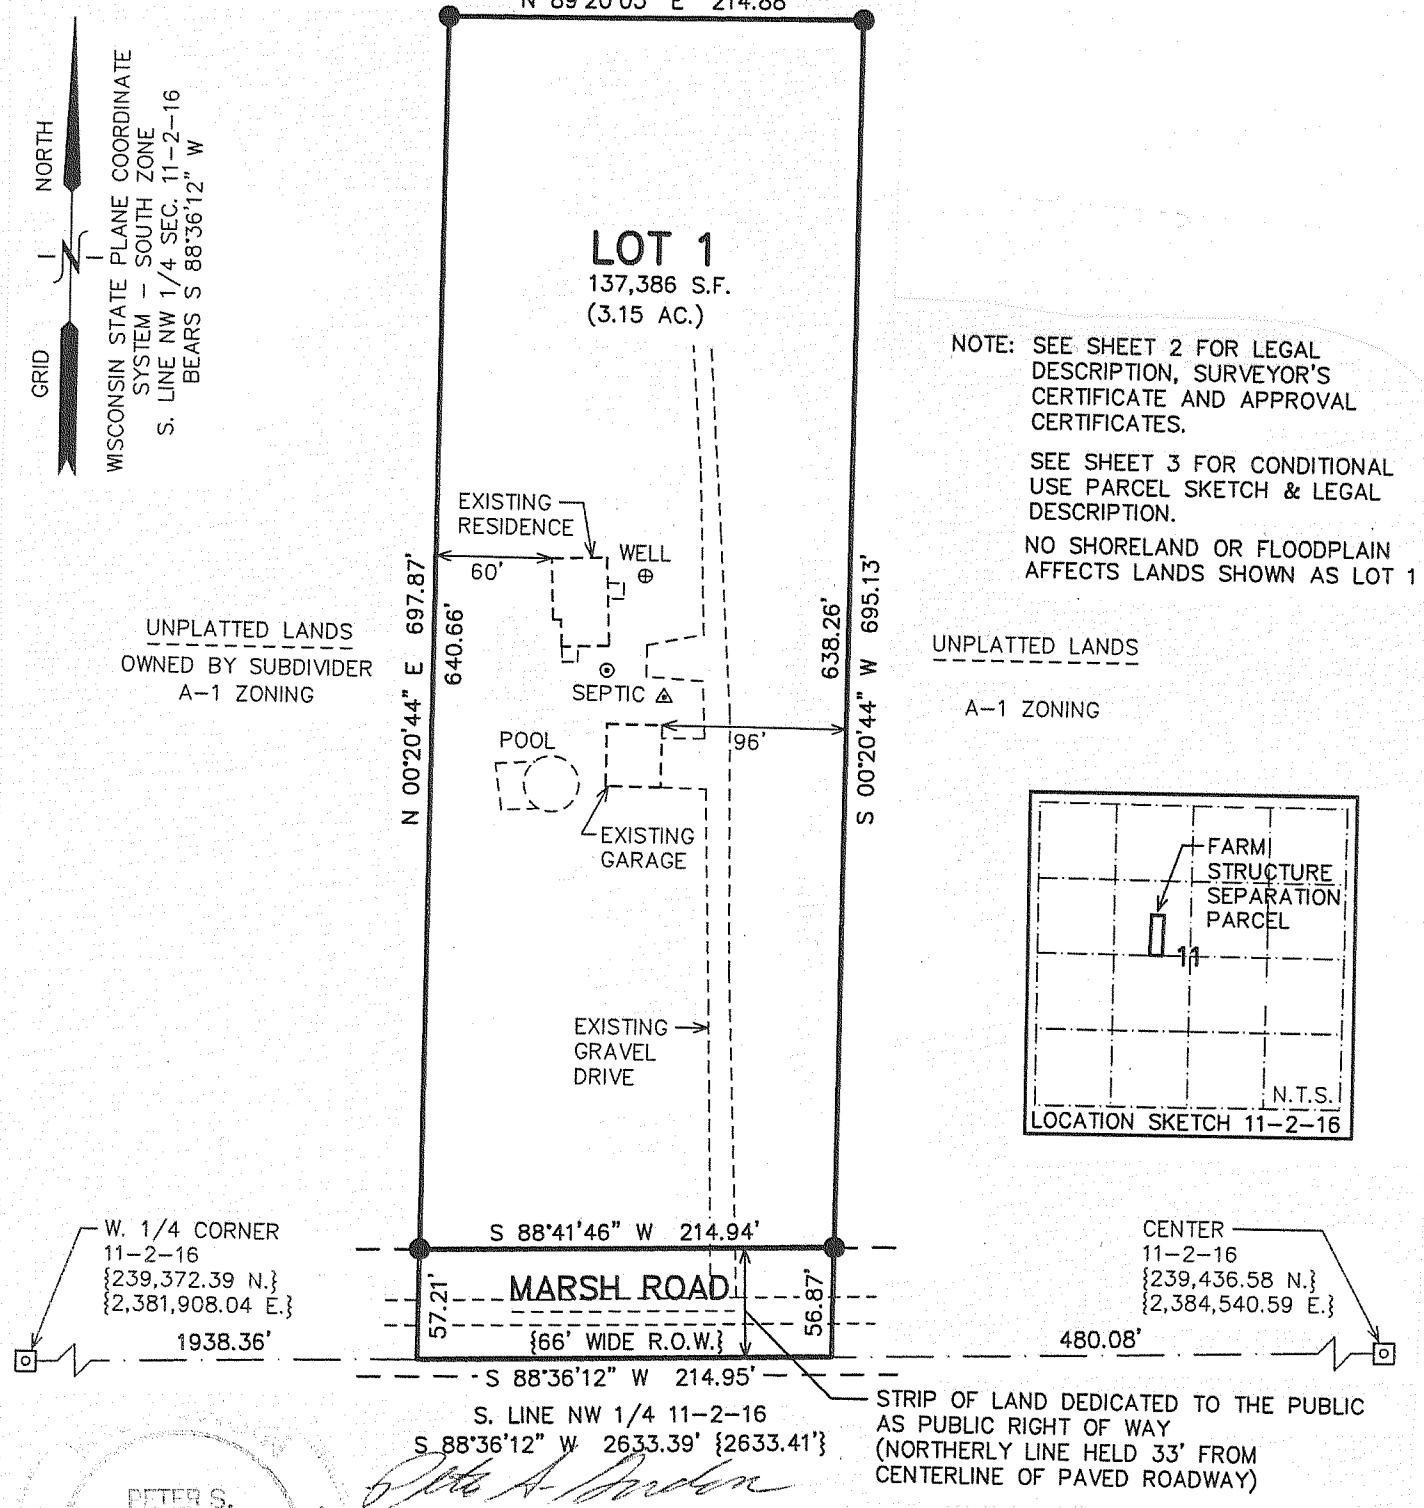 N 89°20'05" E 214.88'
GRID NORTH
WISCONSIN STATE PLANE COORDINATE
SYSTEM – SOUTH ZONE
S. LINE NW 1/4 SEC. 11–2–16
BEARS S 88°36'12" W
LOT 1
137,386 S.F.
(3.15 AC.)
NOTE: SEE SHEET 2 FOR LEGAL
DESCRIPTION, SURVEYOR'S
CERTIFICATE AND APPROVAL
CERTIFICATES.
SEE SHEET 3 FOR CONDITIONAL
USE PARCEL SKETCH & LEGAL
DESCRIPTION.
NO SHORELAND OR FLOODPLAIN
AFFECTS LANDS SHOWN AS LOT 1
EXISTING
RESIDENCE
WELL
60'
N 00°20'44" E 697.87'
640.66'
638.26'
S 00°20'44" W 695.13'
UNPLATTED LANDS
OWNED BY SUBDIVIDER
A–1 ZONING
UNPLATTED LANDS
A–1 ZONING
SEPTIC
96'
POOL
EXISTING
GARAGE
FARM
STRUCTURE
SEPARATION
PARCEL
11
N.T.S.
LOCATION SKETCH 11–2–16
EXISTING
GRAVEL
DRIVE
W. 1/4 CORNER
11–2–16
{239,372.39 N.}
{2,381,908.04 E.}
1938.36'
S 88°41'46" W 214.94'
57.21'
MARSH ROAD
56.87'
{66' WIDE R.O.W.}
CENTER
11–2–16
{239,436.58 N.}
{2,384,540.59 E.}
480.08'
S 88°36'12" W 214.95'
S. LINE NW 1/4 11–2–16
S 88°36'12" W 2633.39' {2633.41'}
STRIP OF LAND DEDICATED TO THE PUBLIC
AS PUBLIC RIGHT OF WAY
(NORTHERLY LINE HELD 33' FROM
CENTERLINE OF PAVED ROADWAY)
PETER S.